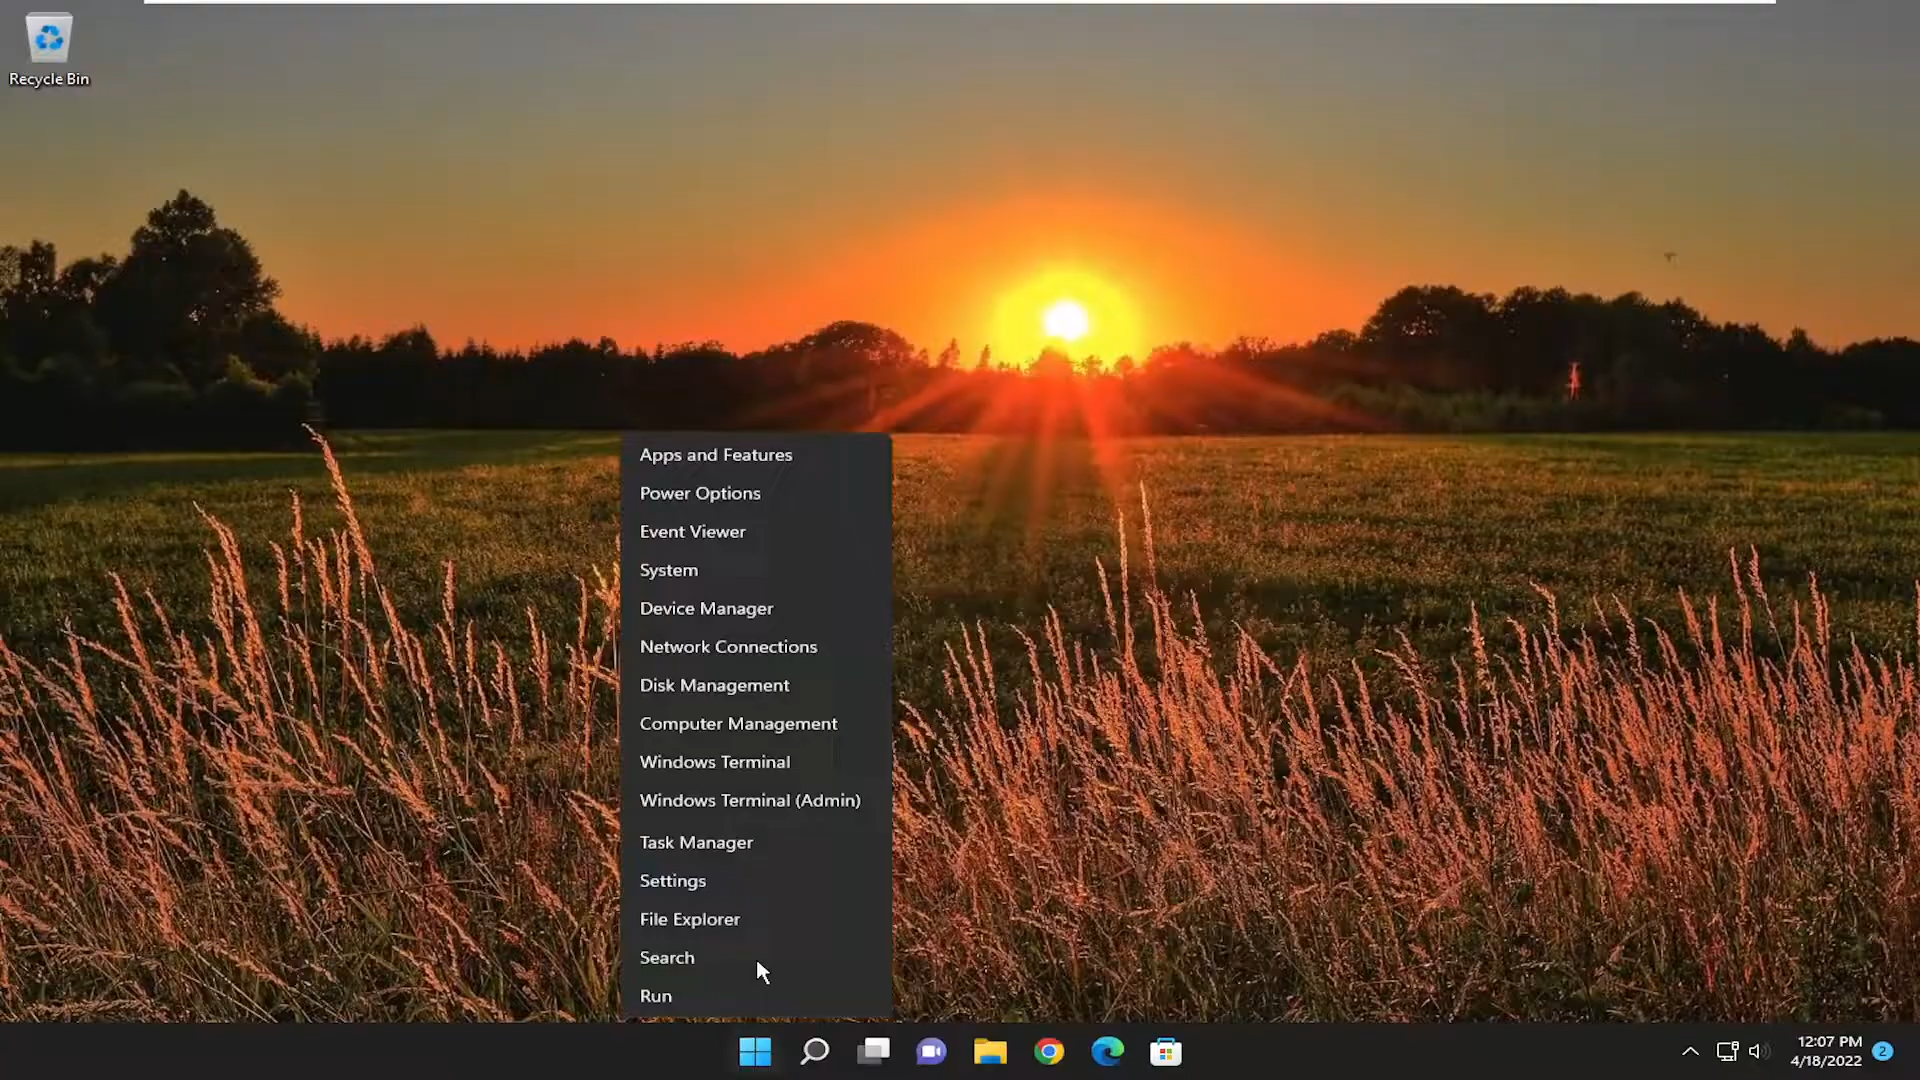 Recycle Bin
Apps and Features
Power Options
Event Viewer
System
Device Manager
Network Connections
Disk Management
Computer Management
Windows Terminal
Windows Terminal (Admin)
Task Manager
Settings
File Explorer
Search
Run
12:07 PM
4/18/2022
2